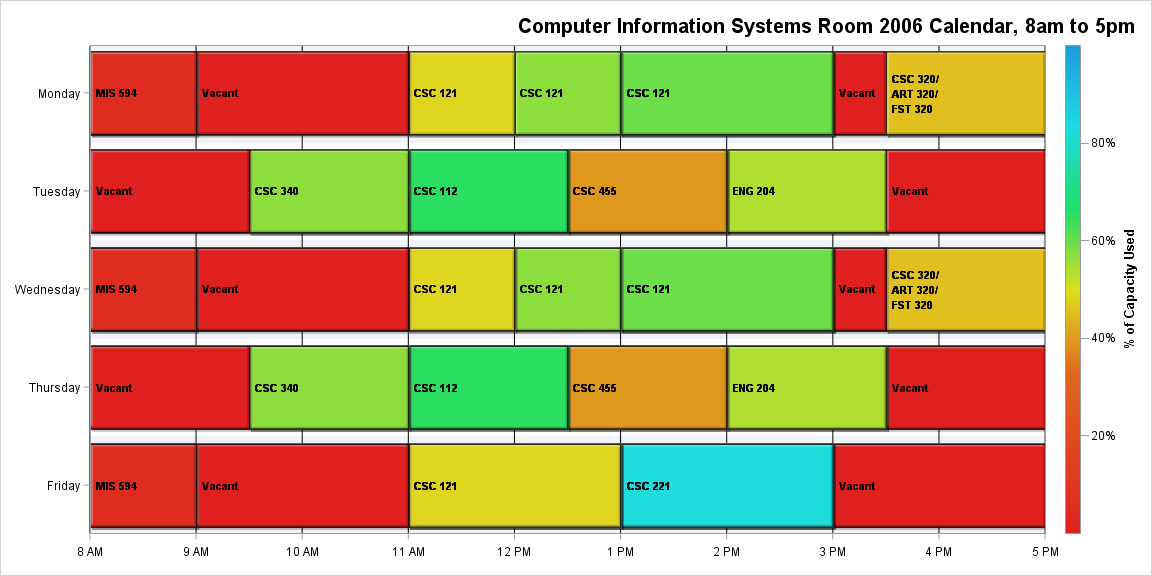 Computer Information Systems Room 2006 Calendar, 8am to 5pm
Monday
MIS 594
Vacant
CSC 121
CSC 121
CSC 121
Vacant
CSC 320/
ART 320/
FST 320
Tuesday
Vacant
CSC 340
CSC 112
CSC 455
ENG 204
Vacant
Wednesday
MIS 594
Vacant
CSC 121
CSC 121
CSC 121
Vacant
CSC 320/
ART 320/
FST 320
Thursday
Vacant
CSC 340
CSC 112
CSC 455
ENG 204
Vacant
Friday
MIS 594
Vacant
CSC 121
CSC 221
Vacant
8 AM
9 AM
10 AM
11 AM
12 PM
1 PM
2 PM
3 PM
4 PM
5 PM
80%
60%
40%
20%
% of Capacity Used